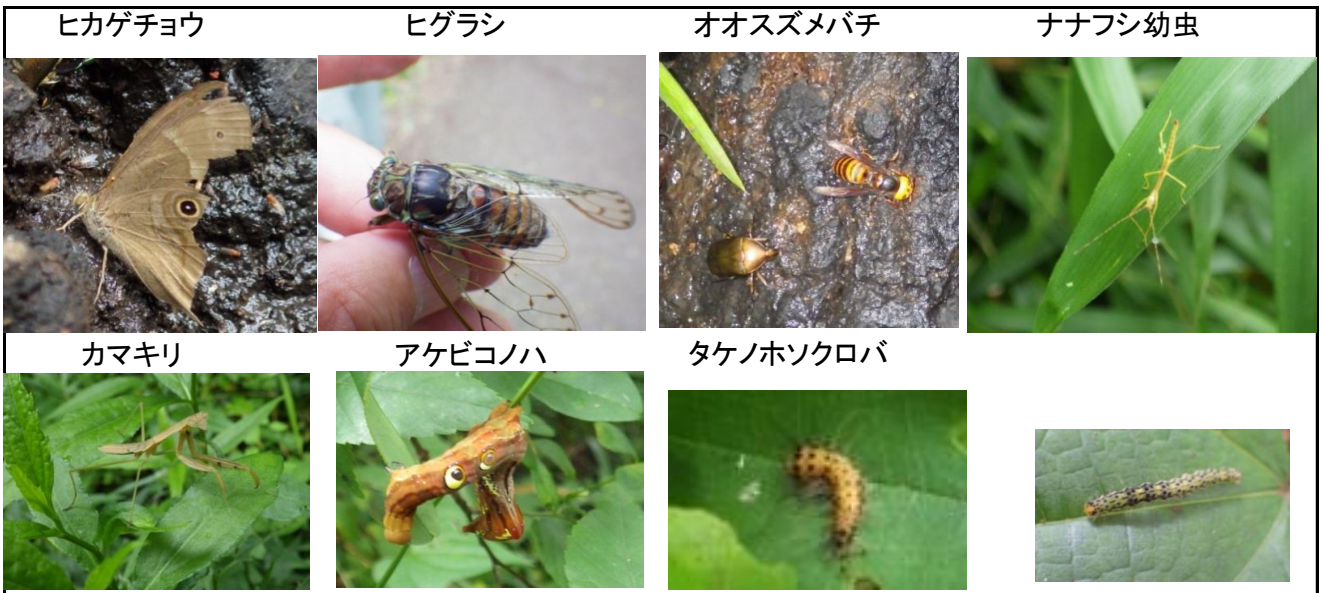 ヒカゲチョウ
ヒグラシ
オオスズメバチ
ナナフシ幼虫
カマキリ
アケビコノハ
タケノホソクロバ